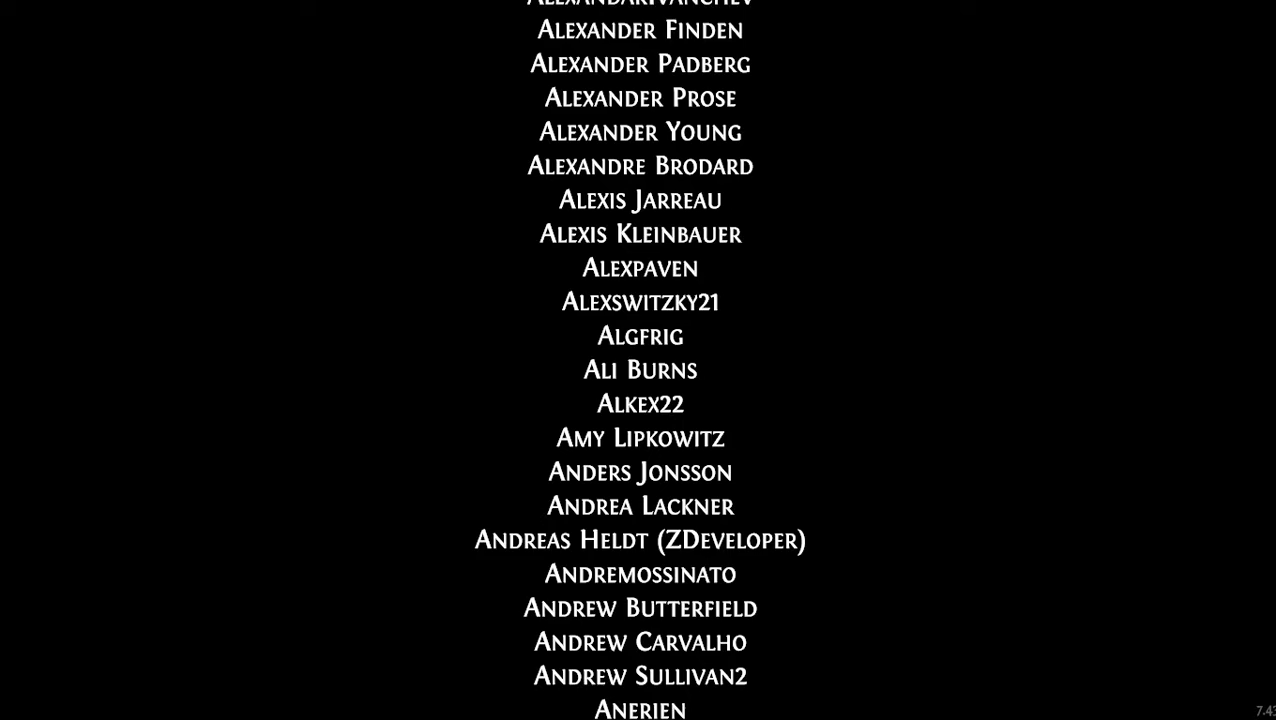 ALEXANDARIVANCHEV
ALEXANDER FINDEN
ALEXANDER PADBERG
ALEXANDER PROSE
ALEXANDER YOUNG
ALEXANDRE BRODARD
ALEXIS JARREAU
ALEXIS KLEINBAUER
ALEXPAVEN
ALEXSWITZKY21
ALGFRIG
ALI BURNS
ALKEX22
AMY LIPKOWITZ
ANDERS JONSSON
ANDREA LACKNER
ANDREAS HELDT (ZDEVELOPER)
ANDREMOSSINATO
ANDREW BUTTERFIELD
ANDREW CARVALHO
ANDREW SULLIVAN2
ANERIEN